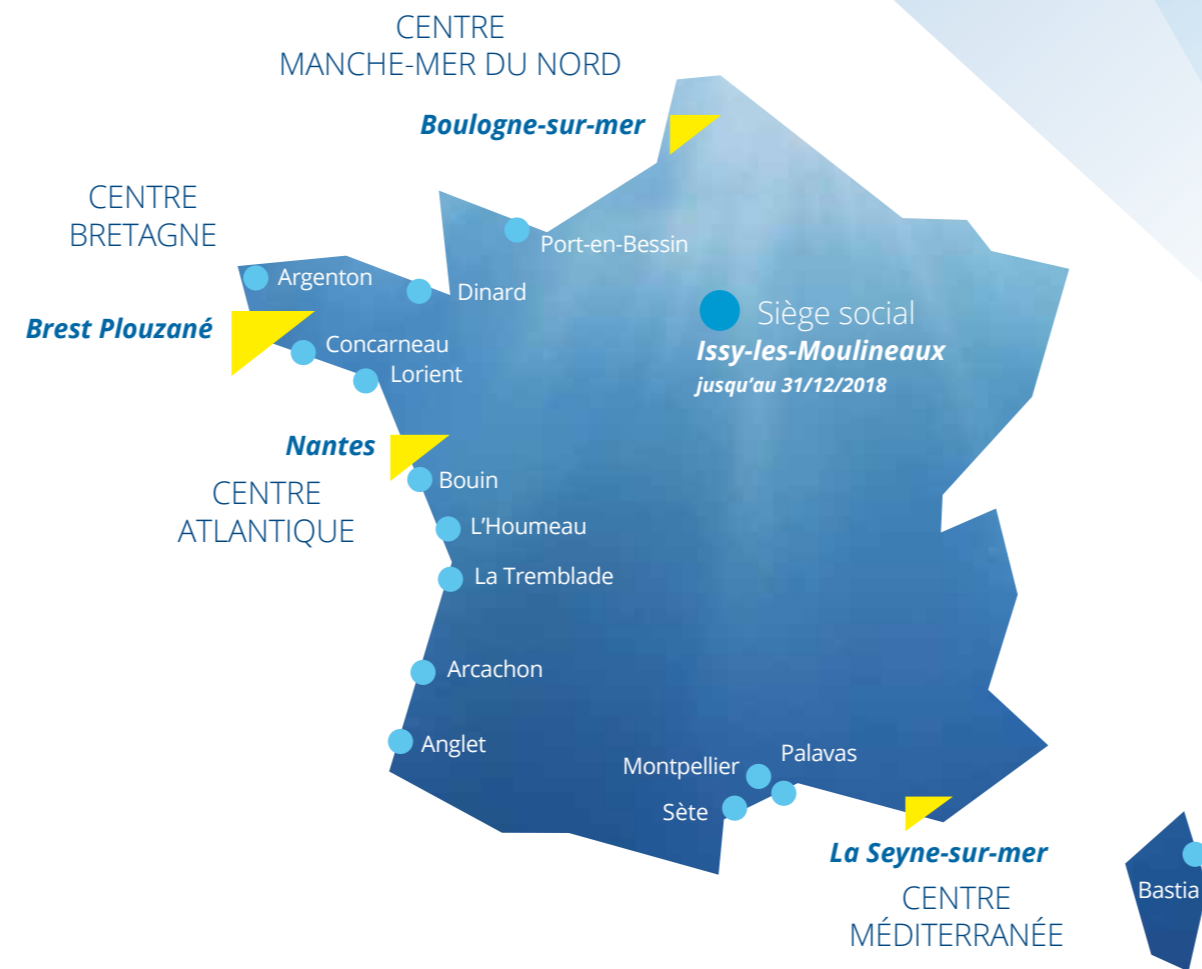 CENTRE
MANCHE-MER DU NORD
Boulogne-sur-mer
CENTRE
BRETAGNE
Port-en-Bessin
Argenton
Dinard
Brest Plouzané
Concarneau
Lorient
Siège social
Issy-les-Moulineaux
jusqu'au 31/12/2018
Nantes
CENTRE
ATLANTIQUE
Bouin
L'Houmeau
La Tremblade
Arcachon
Anglet
Montpellier
Palavas
Sète
La Seyne-sur-mer
CENTRE
MÉDITERRANÉE
Bastia